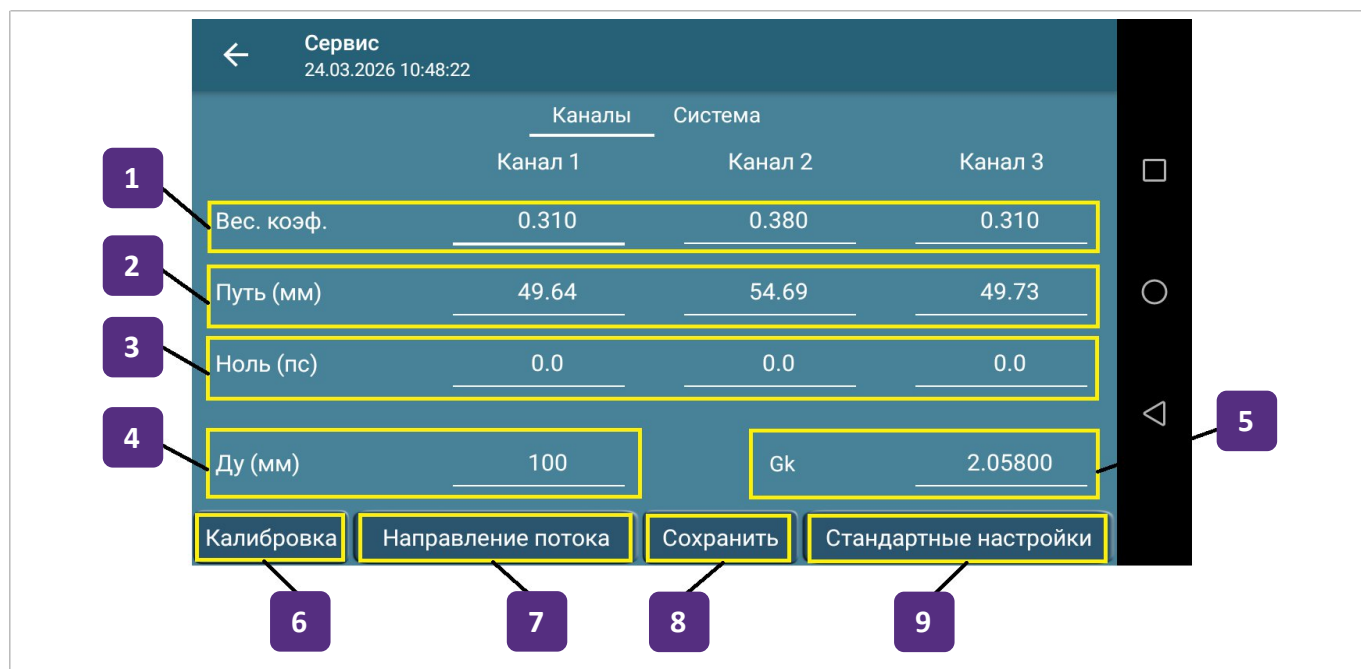 Сервис
24.03.2026 10:48:22
Каналы Система
Канал 1 Канал 2 Канал 3
1
Вес. коэф. 0.310 0.380 0.310
2
Путь (мм) 49.64 54.69 49.73
3
Ноль (пс) 0.0 0.0 0.0
4
5
Ду (мм) 100 Gk 2.05800
Калибровка Направление потока Сохранить Стандартные настройки
6 7 8 9